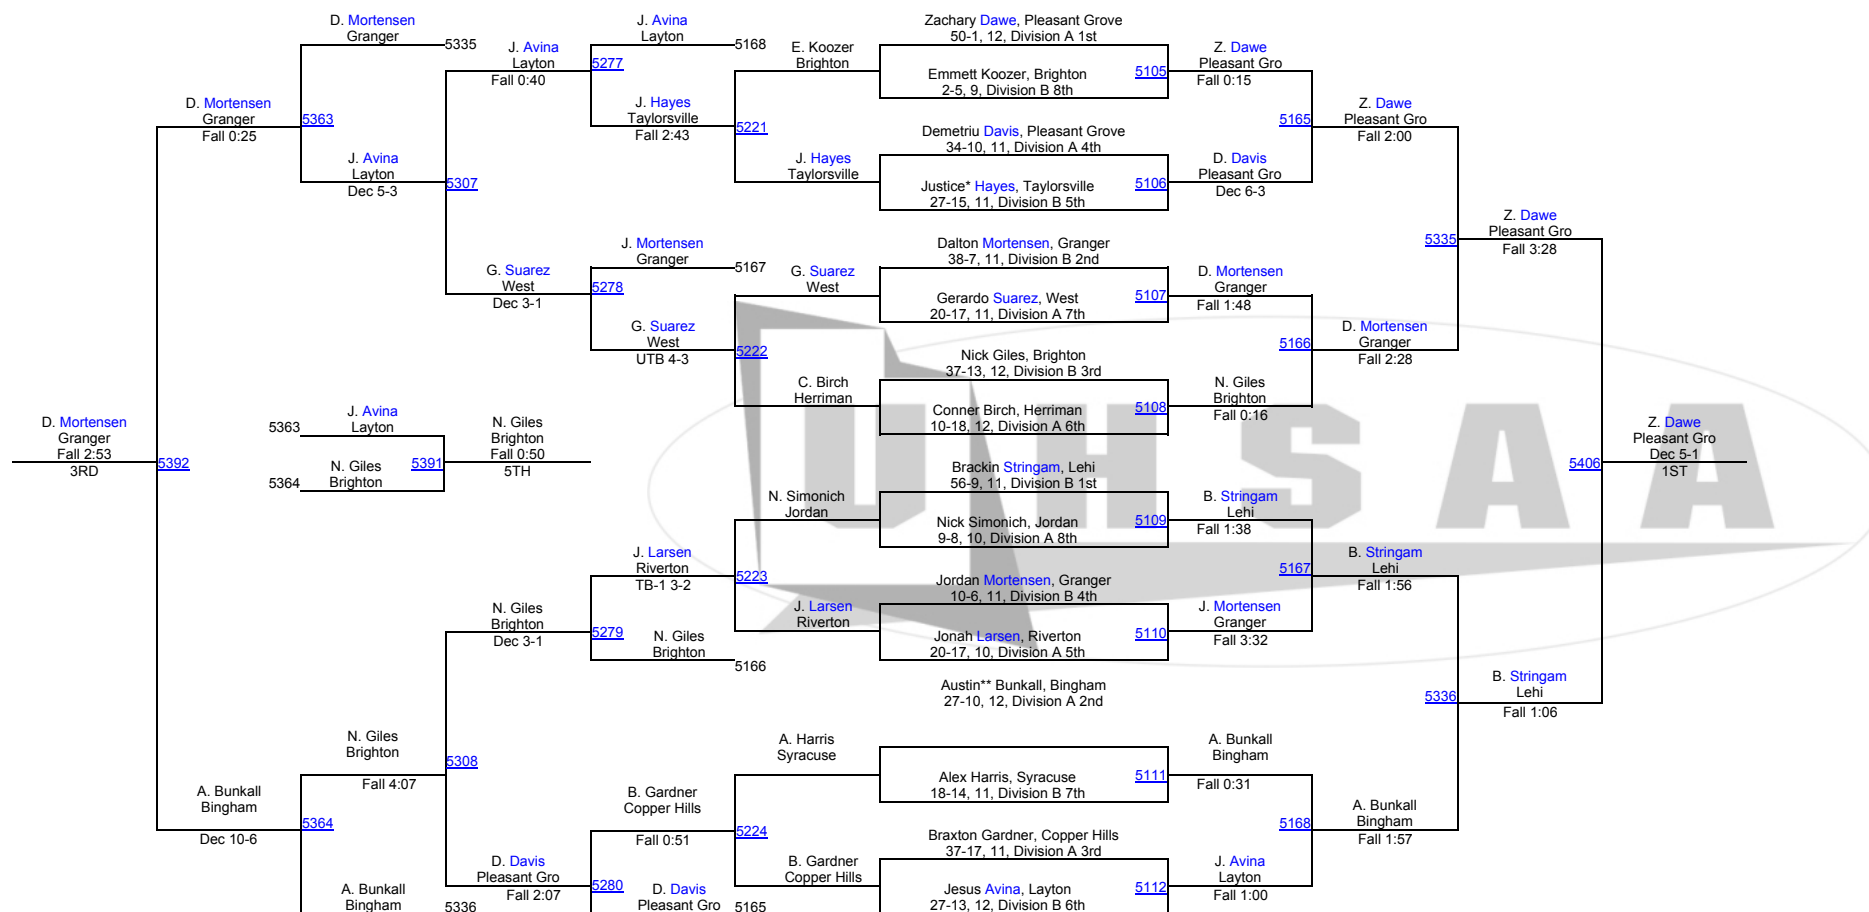 D. Mortensen
Granger
5335
J. Avina
Layton
Fall 0:40
5277
J. Avina
Layton
5168
D. Mortensen
Granger
Fall 0:25
5363
J. Hayes
Taylorsville
Fall 2:43
5221
J. Avina
Layton
Dec 5-3
5307
E. Koozer
Brighton
J. Hayes
Taylorsville
Zachary Dawe, Pleasant Grove
50-1, 12, Division A 1st
Emmett Koozer, Brighton
2-5, 9, Division B 8th
5105
Z. Dawe
Pleasant Gro
Fall 0:15
Demetriu Davis, Pleasant Grove
34-10, 11, Division A 4th
Justice* Hayes, Taylorsville
27-15, 11, Division B 5th
5106
D. Davis
Pleasant Gro
Dec 6-3
5165
Z. Dawe
Pleasant Gro
Fall 2:00
J. Mortensen
Granger
5167
G. Suarez
West
Dec 3-1
5278
G. Suarez
West
UTB 4-3
5222
G. Suarez
West
C. Birch
Herriman
Dalton Mortensen, Granger
38-7, 11, Division B 2nd
Gerardo Suarez, West
20-17, 11, Division A 7th
5107
D. Mortensen
Granger
Fall 1:48
Nick Giles, Brighton
37-13, 12, Division B 3rd
Conner Birch, Herriman
10-18, 12, Division A 6th
5108
N. Giles
Brighton
Fall 0:16
5166
D. Mortensen
Granger
Fall 2:28
5335
Z. Dawe
Pleasant Gro
Fall 3:28
UHSAA
D. Mortensen
Granger
Fall 2:53
3RD
5392
5363
J. Avina
Layton
5364
N. Giles
Brighton
5391
N. Giles
Brighton
Fall 0:50
5TH
5406
Z. Dawe
Pleasant Gro
Dec 5-1
1ST
N. Simonich
Jordan
J. Larsen
Riverton
TB-1 3-2
5223
J. Larsen
Riverton
N. Giles
Brighton
Dec 3-1
5279
N. Giles
Brighton
5166
Brackin Stringam, Lehi
56-9, 11, Division B 1st
Nick Simonich, Jordan
9-8, 10, Division A 8th
5109
B. Stringam
Lehi
Fall 1:38
Jordan Mortensen, Granger
10-6, 11, Division B 4th
Jonah Larsen, Riverton
20-17, 10, Division A 5th
5110
J. Mortensen
Granger
Fall 3:32
5167
B. Stringam
Lehi
Fall 1:56
5336
B. Stringam
Lehi
Fall 1:06
N. Giles
Brighton
Fall 4:07
5308
A. Bunkall
Bingham
Dec 10-6
5364
A. Bunkall
Bingham
5336
D. Davis
Pleasant Gro
Fall 2:07
5280
B. Gardner
Copper Hills
Fall 0:51
5224
D. Davis
Pleasant Gro
5165
A. Harris
Syracuse
B. Gardner
Copper Hills
Austin** Bunkall, Bingham
27-10, 12, Division A 2nd
Alex Harris, Syracuse
18-14, 11, Division B 7th
5111
A. Bunkall
Bingham
Fall 0:31
Braxton Gardner, Copper Hills
37-17, 11, Division A 3rd
Jesus Avina, Layton
27-13, 12, Division B 6th
5112
J. Avina
Layton
Fall 1:00
5168
A. Bunkall
Bingham
Fall 1:57